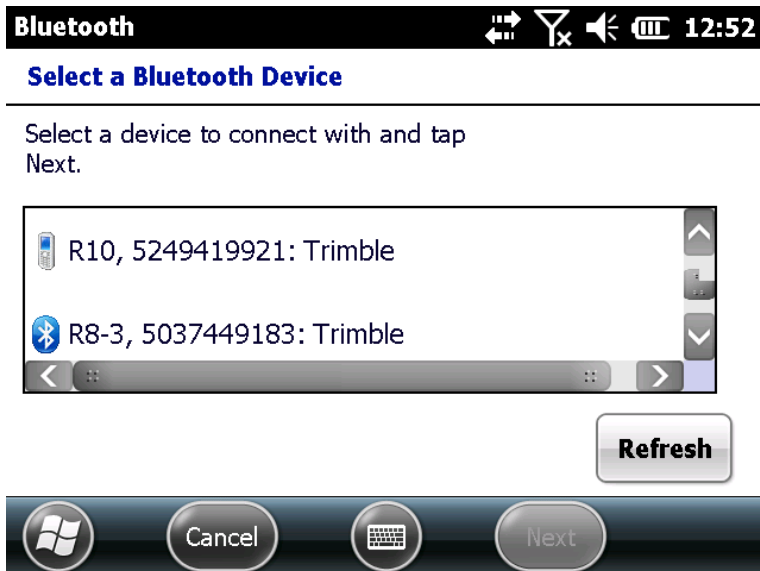 Bluetooth 12:52
Select a Bluetooth Device
Select a device to connect with and tap
Next.
R10, 5249419921: Trimble
R8-3, 5037449183: Trimble
Refresh
Cancel Next